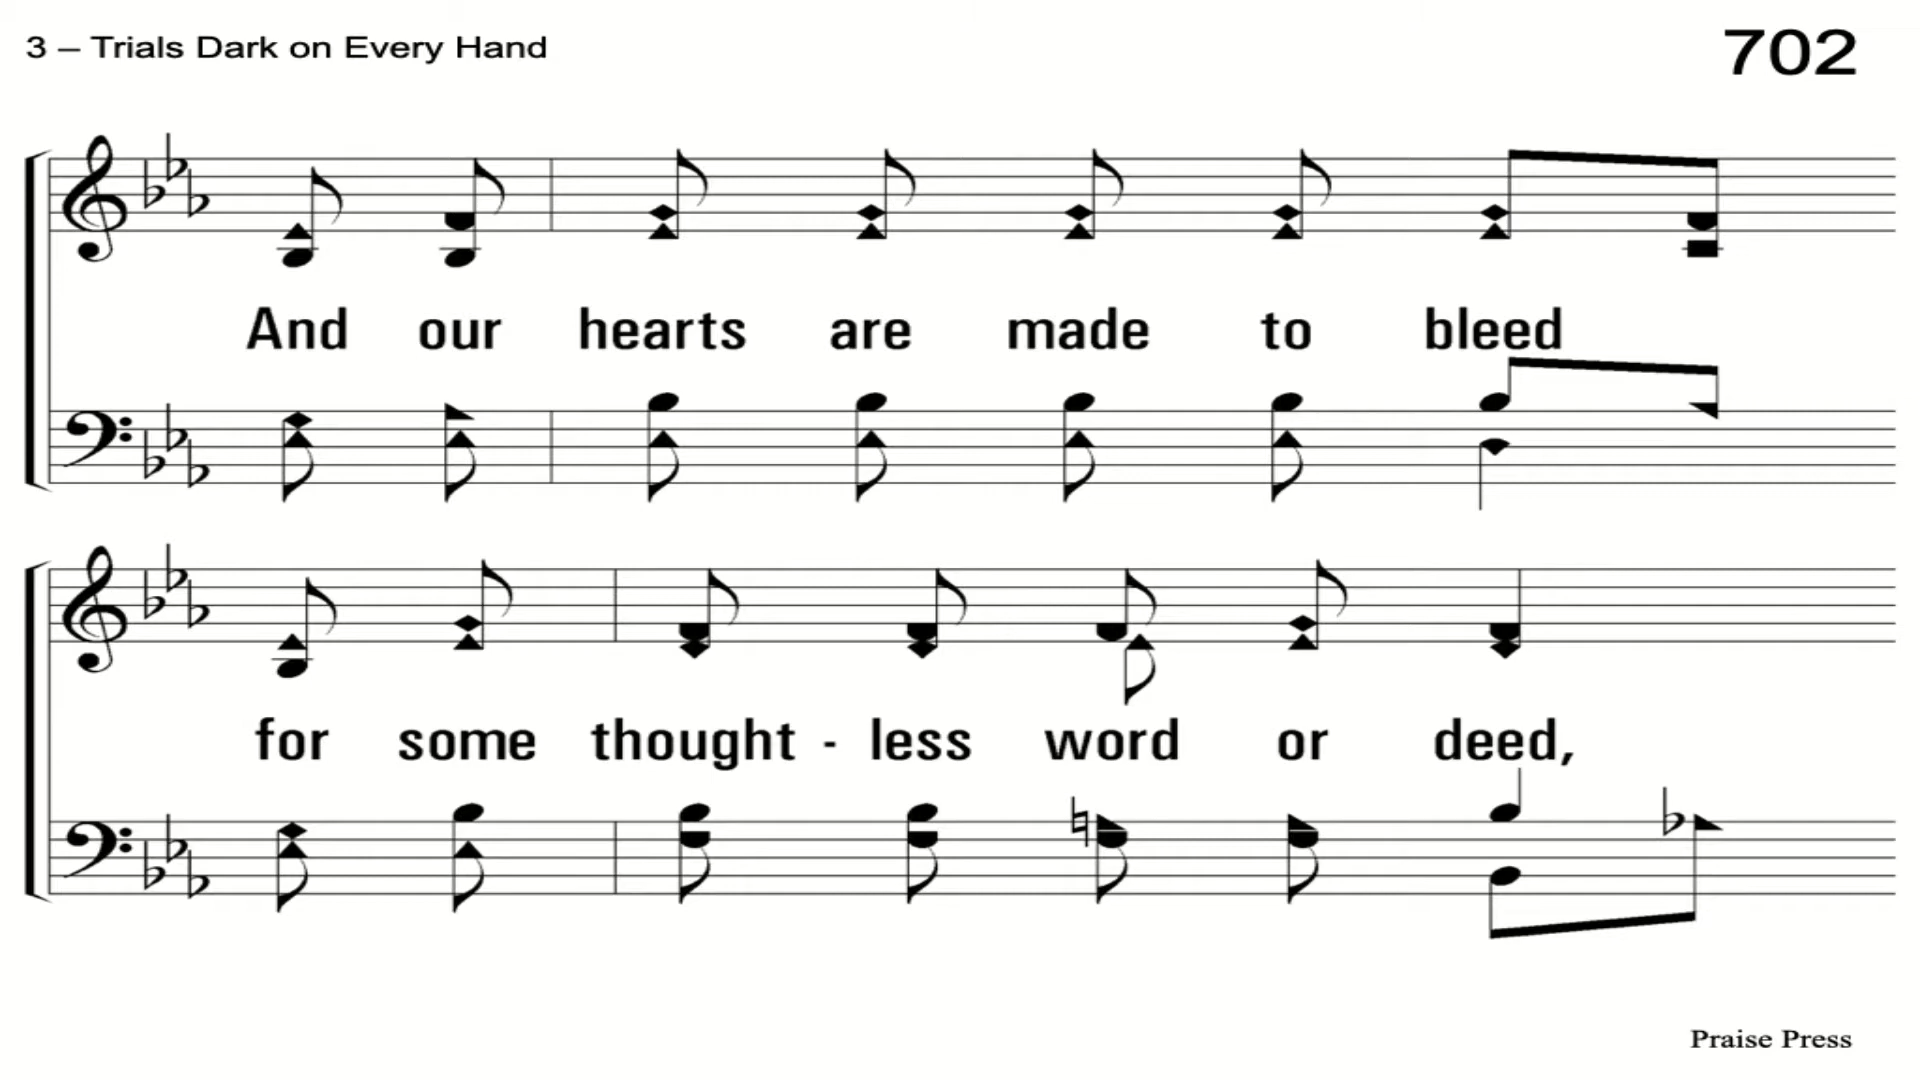 3 – Trials Dark on Every Hand
702
And our hearts are made to bleed
for some thought - less word or deed,
Praise Press